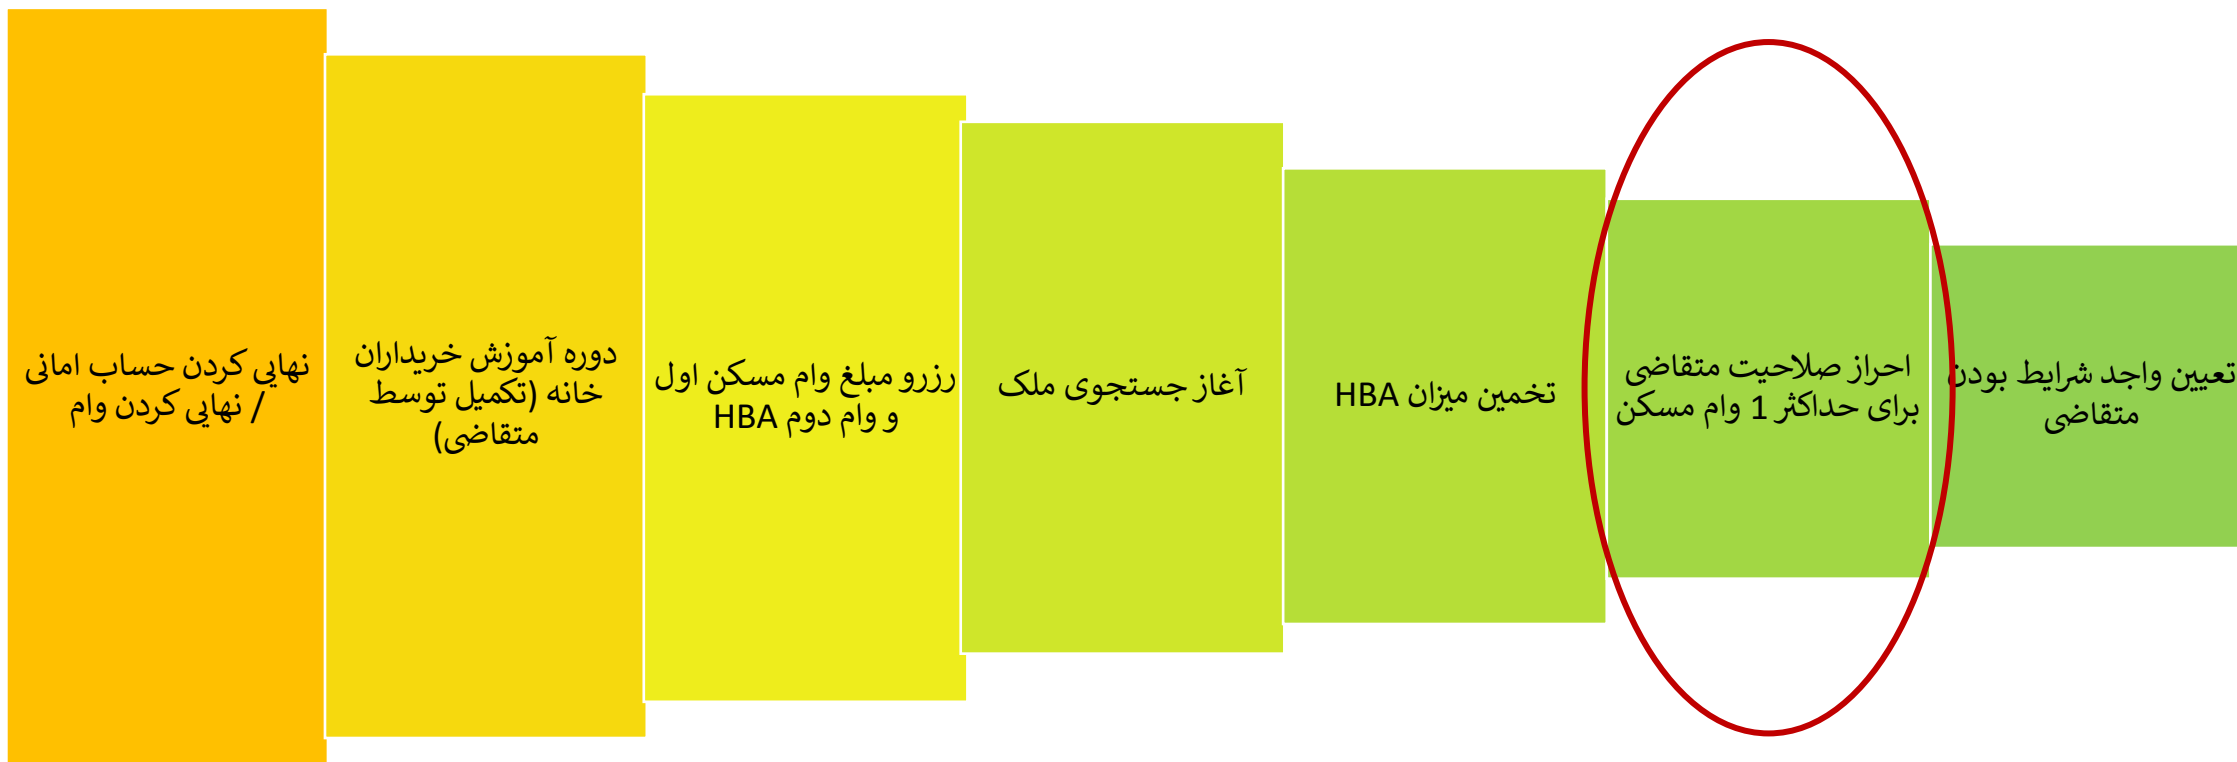 تعیین واجد شرایط بودن
متقاضی
احراز صلاحیت متقاضی
برای حداکثر 1 وام مسکن
تخمین میزان HBA
آغاز جستجوی ملک
رزرو مبلغ وام مسکن اول
و وام دوم HBA
دوره آموزش خریداران
خانه (تکمیل توسط
متقاضی)
نهایی کردن حساب امانی
/ نهایی کردن وام